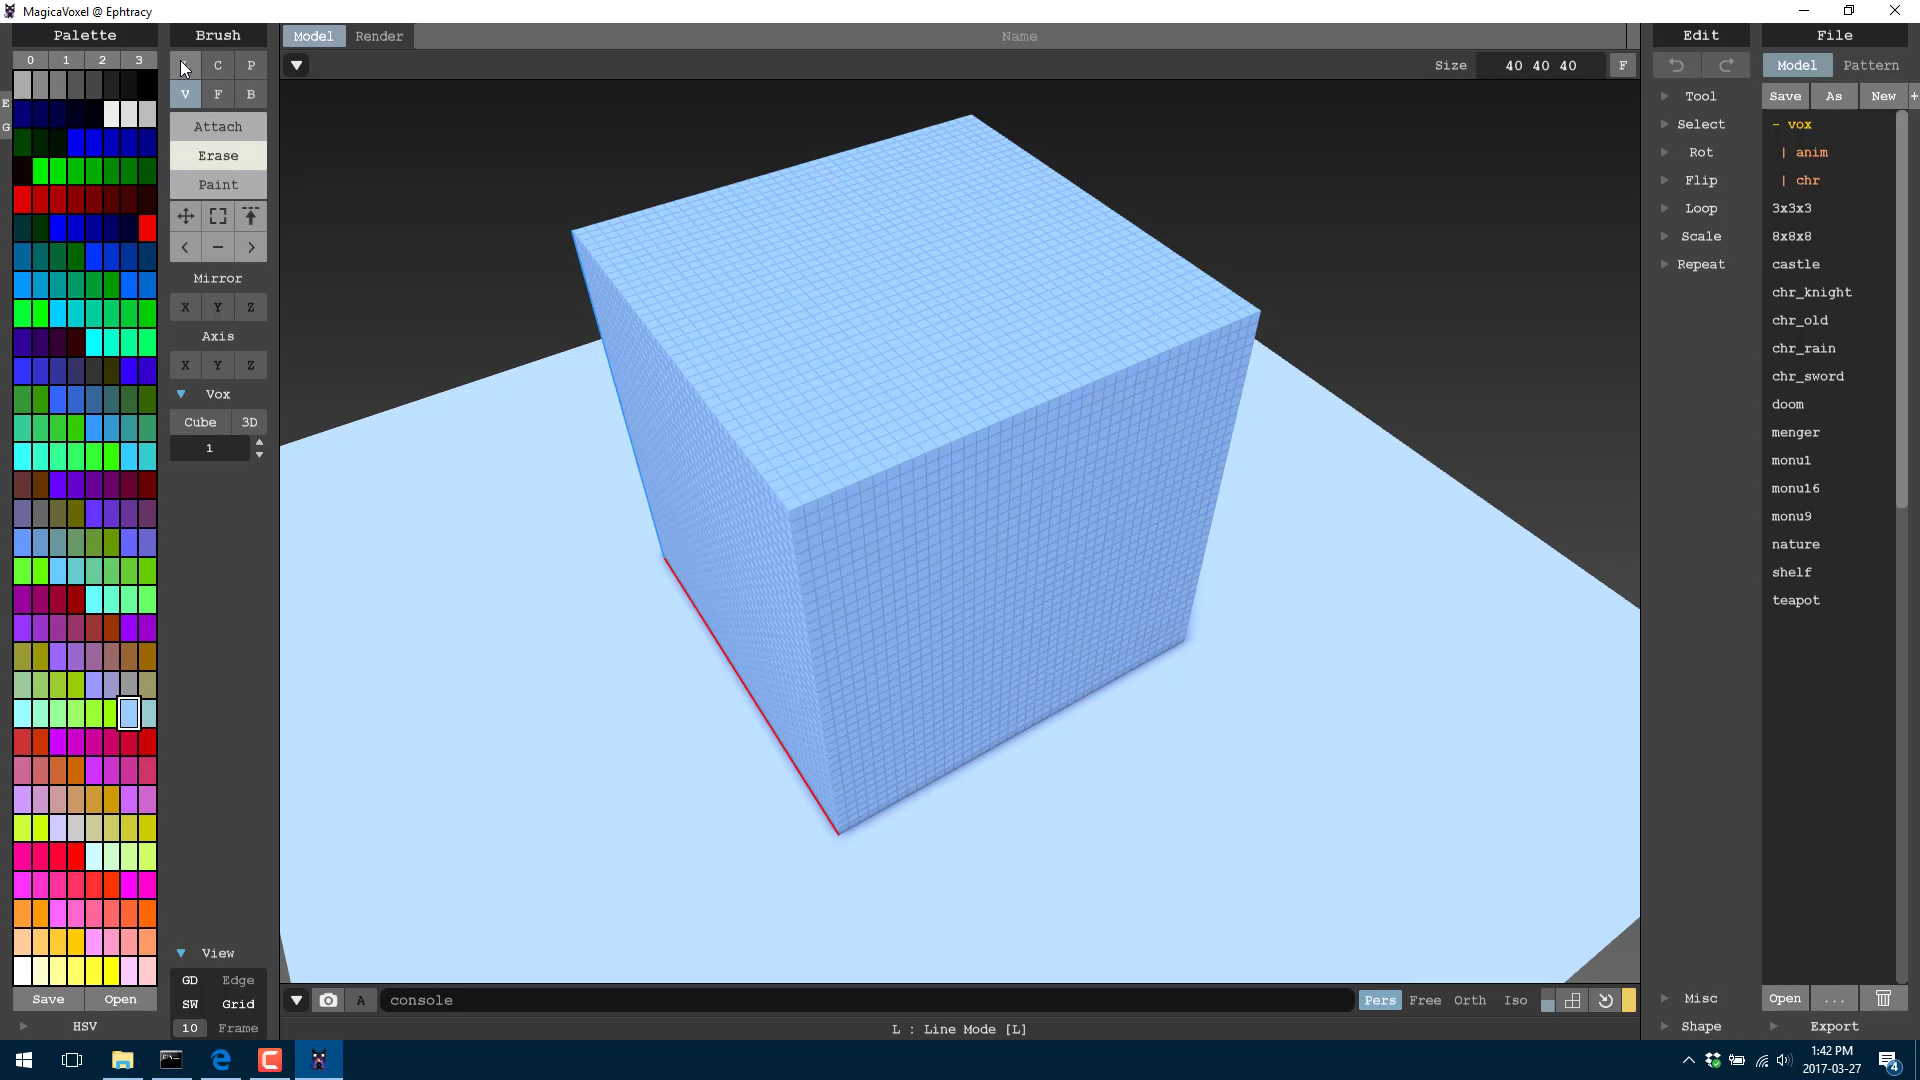 MagicaVoxel @ Ephtracy
Palette
0 1 2 3
E
G
Save Open
HSV
Brush
C P
V F B
Attach
Erase
Paint
< - >
Mirror
X Y Z
Axis
X Y Z
Vox
Cube 3D
1
View
GD Edge
SW Grid
10 Frame
Model Render Name
Size 40 40 40 F
A console Pers Free Orth Iso
L : Line Mode [L]
Edit
Tool
Select
Rot
Flip
Loop
Scale
Repeat
Misc
Shape
File
Model Pattern
Save As New +
- vox
| anim
| chr
3x3x3
8x8x8
castle
chr_knight
chr_old
chr_rain
chr_sword
doom
menger
monu1
monu16
monu9
nature
shelf
teapot
Open ...
Export
1:42 PM
2017-03-27
4